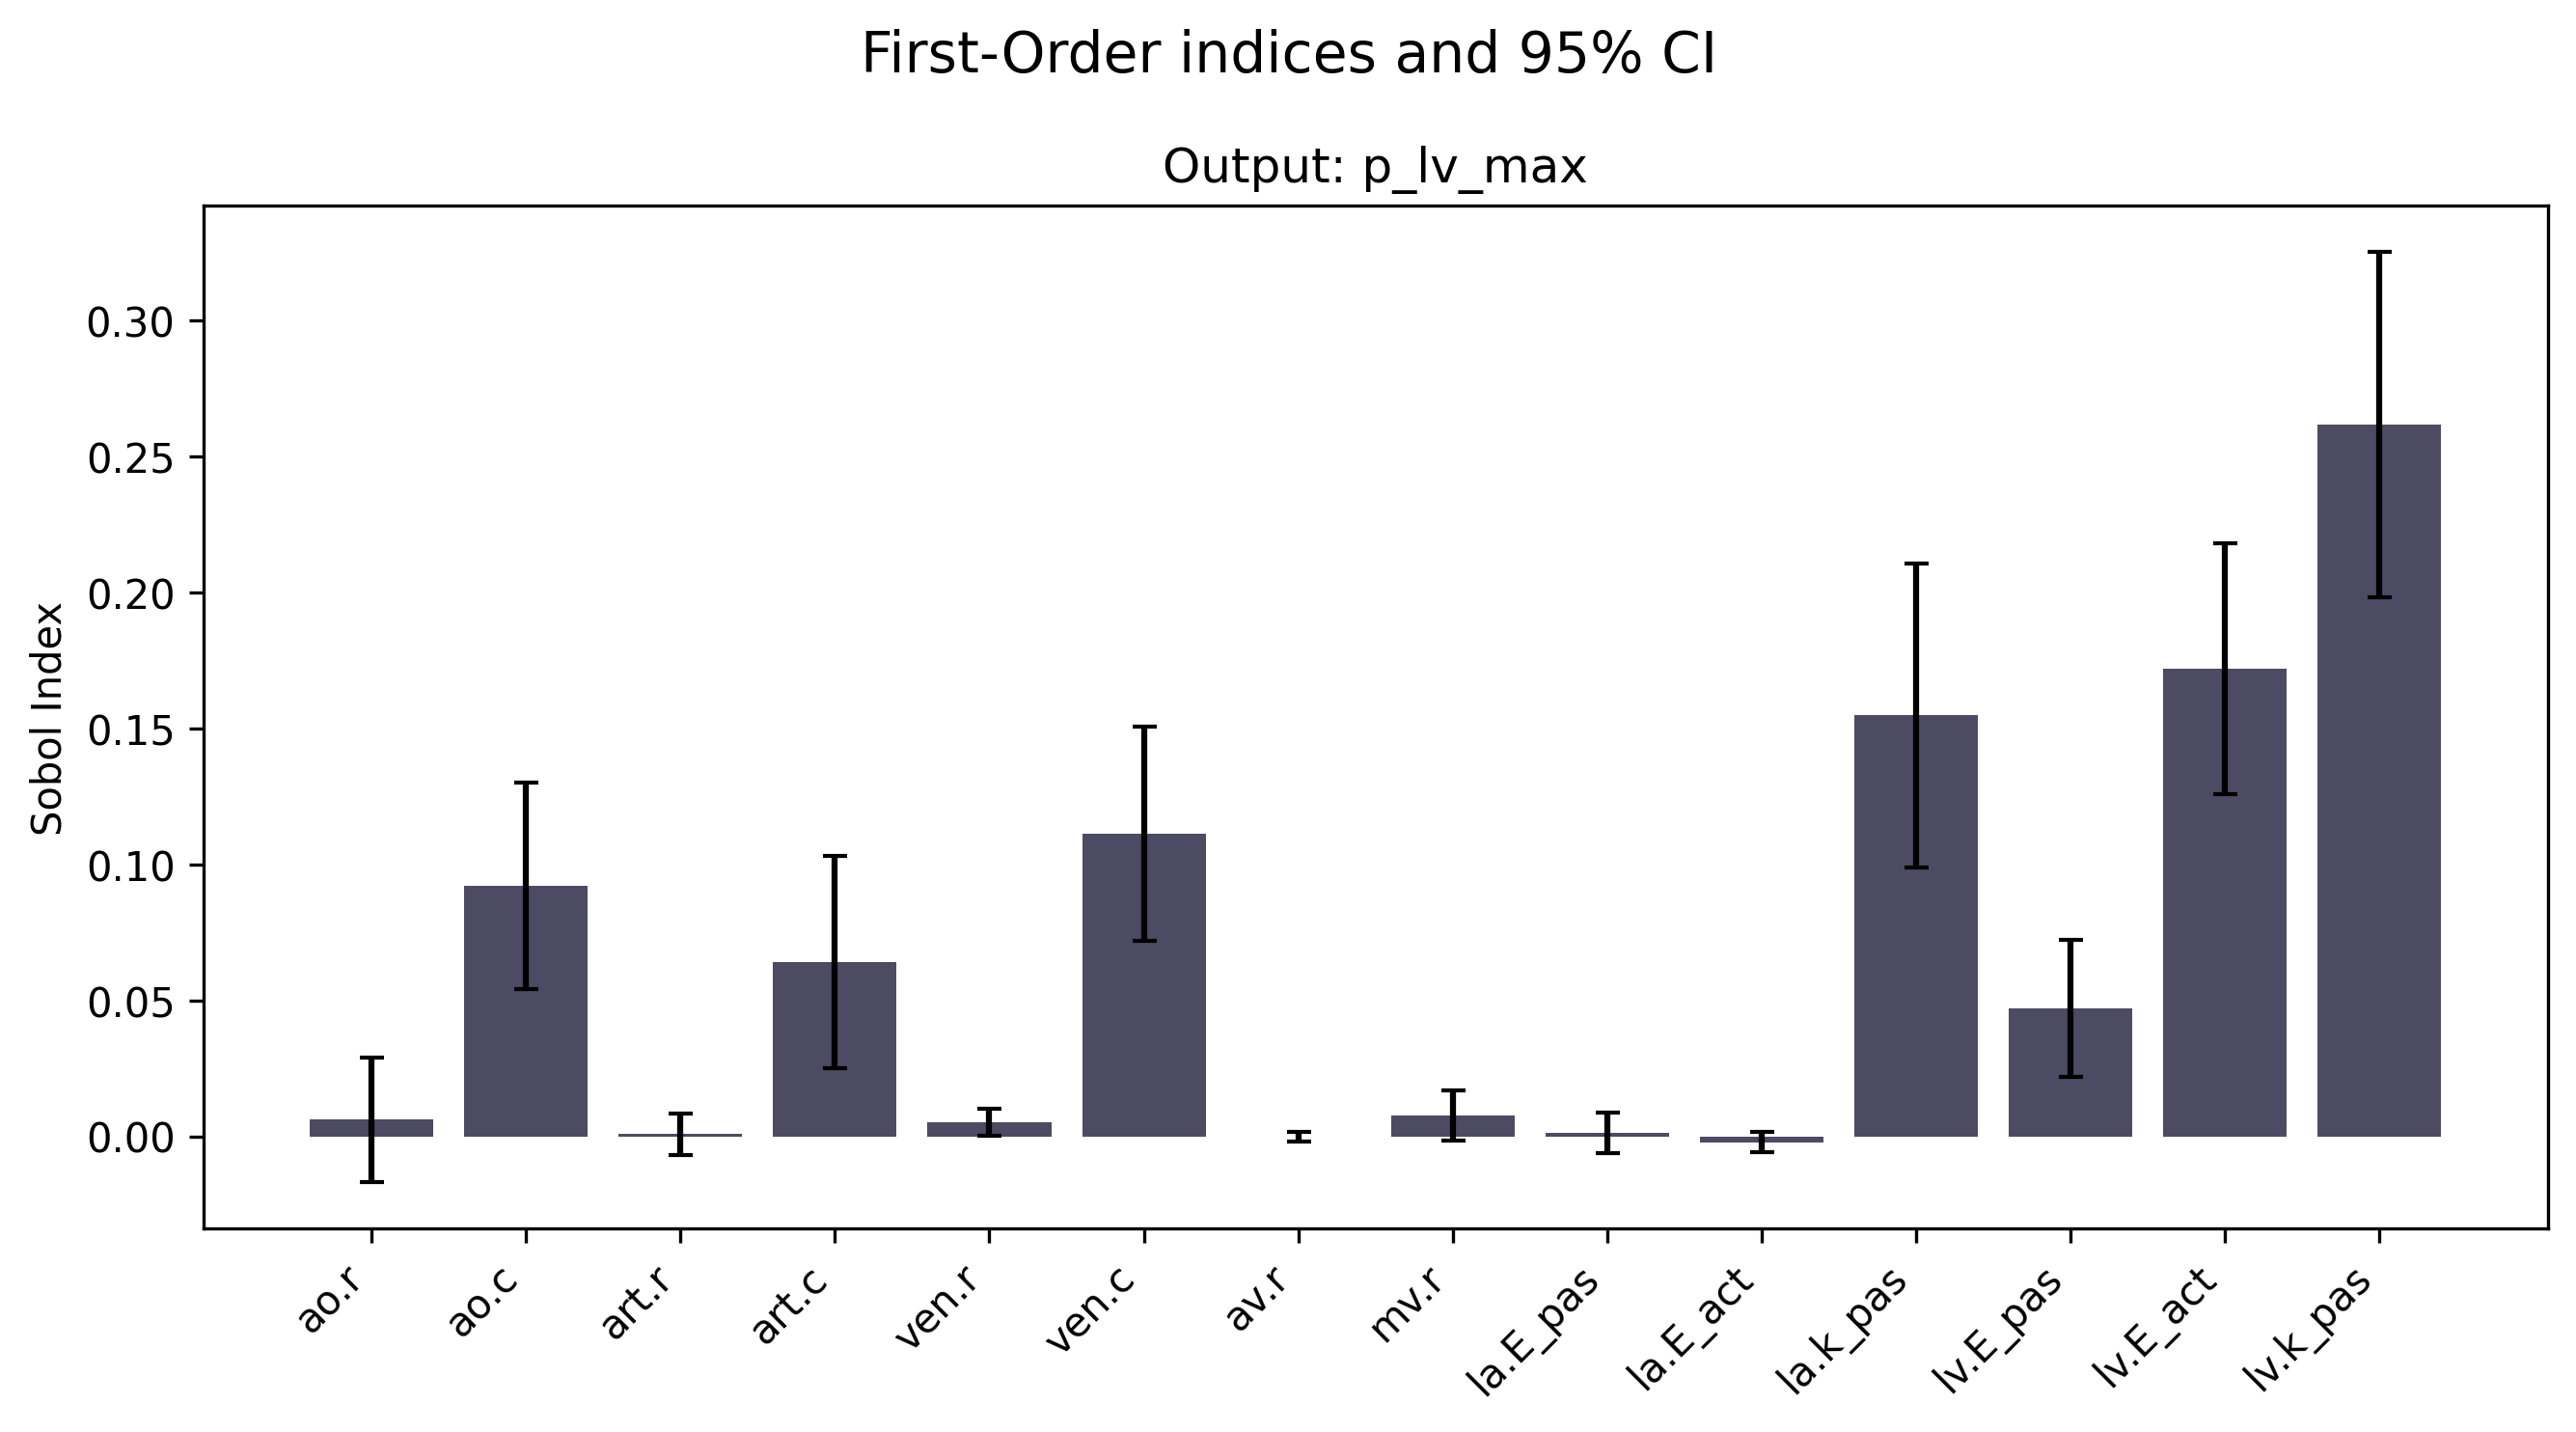 First-Order indices and 95% CI
Output: p_lv_max
Sobol Index
0.30
0.25
0.20
0.15
0.10
0.05
0.00
ao.r
ao.c
art.r
art.c
ven.r
ven.c
av.r
mv.r
la.E_pas
la.E_act
la.k_pas
lv.E_pas
lv.E_act
lv.k_pas